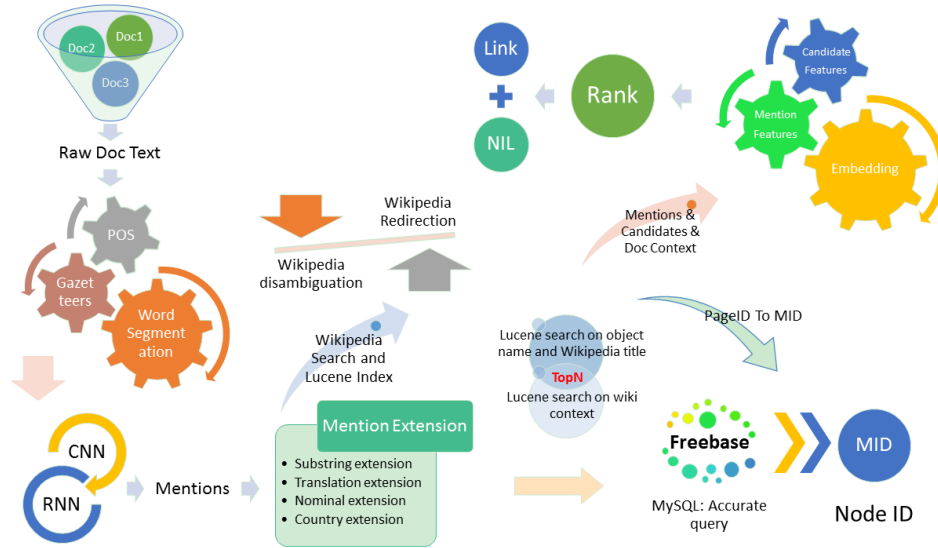 Doc1
Doc2
Doc3
Raw Doc Text
POS
Gazet
teers
Word
Segment
ation
CNN
RNN
Mentions
Mention Extension
• Substring extension
• Translation extension
• Nominal extension
• Country extension
Wikipedia
Search and
Lucene Index
Wikipedia
Redirection
Wikipedia
disambiguation
Lucene search on object
name and Wikipedia title
TopN
Lucene search on wiki
context
Mentions &
Candidates &
Doc Context
Candidate
Features
Mention
Features
Embedding
Rank
Link
NIL
PageID To MID
Freebase
MySQL: Accurate
query
MID
Node ID